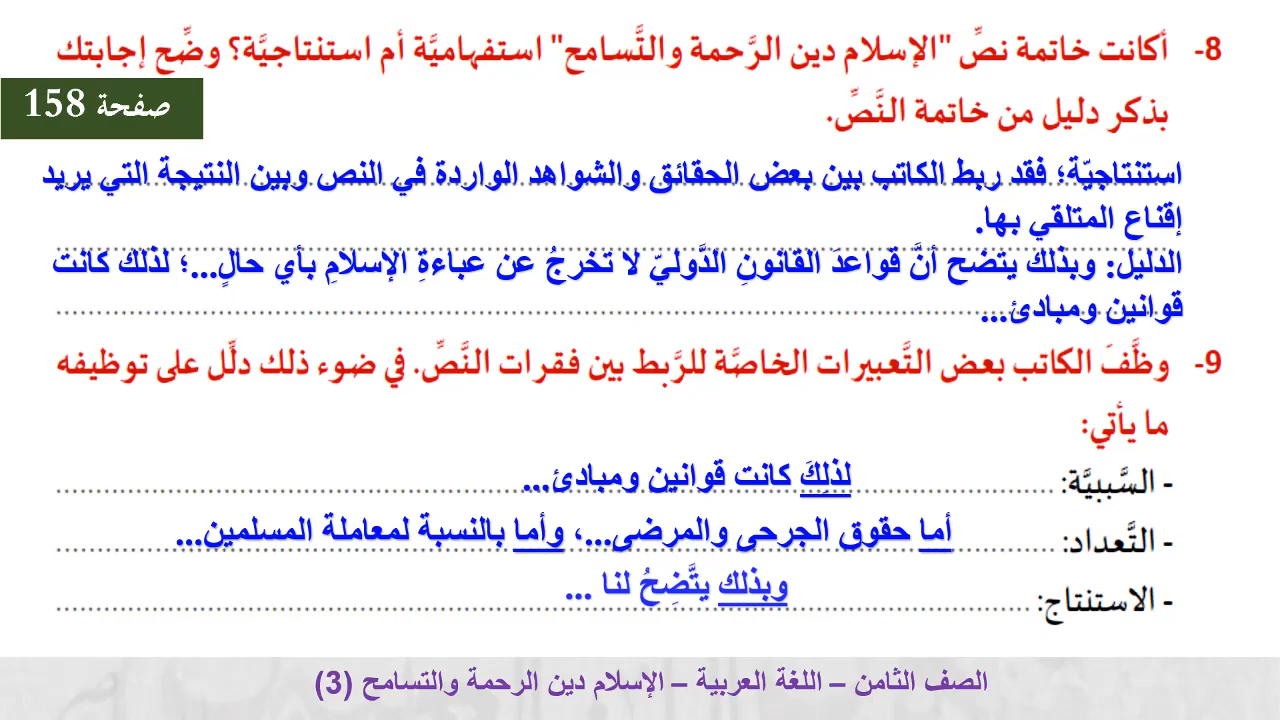 8- أكانت خاتمة نصِّ "الإسلام دين الرَّحمة والتَّسامح" استفهاميَّة أم استنتاجيَّة؟ وضِّح إجابتك
بذكر دليل من خاتمة النَّصِّ.
صفحة 158
استنتاجيّة؛ فقد ربط الكاتب بين بعض الحقائق والشواهد الواردة في النص وبين النتيجة التي يريد
إقناع المتلقي بها.
الدليل: وبذلك يتضح أنَّ قواعدَ القانونِ الدَّوليّ لا تخرجُ عن عباءةِ الإسلامِ بأي حالٍ...؛ لذلك كانت
قوانين ومبادئ...
9- وظَّفَ الكاتب بعض التَّعبيرات الخاصَّة للرَّبط بين فقرات النَّصِّ. في ضوء ذلك دلِّل على توظيفه
ما يأتي:
- السَّببيَّة: لذلِكَ كانت قوانين ومبادئ...
- التَّعداد: أما حقوق الجرحى والمرضى...، وأما بالنسبة لمعاملة المسلمين...
- الاستنتاج: وبذلك يتَّضِحُ لنا ...
الصف الثامن – اللغة العربية – الإسلام دين الرحمة والتسامح (3)